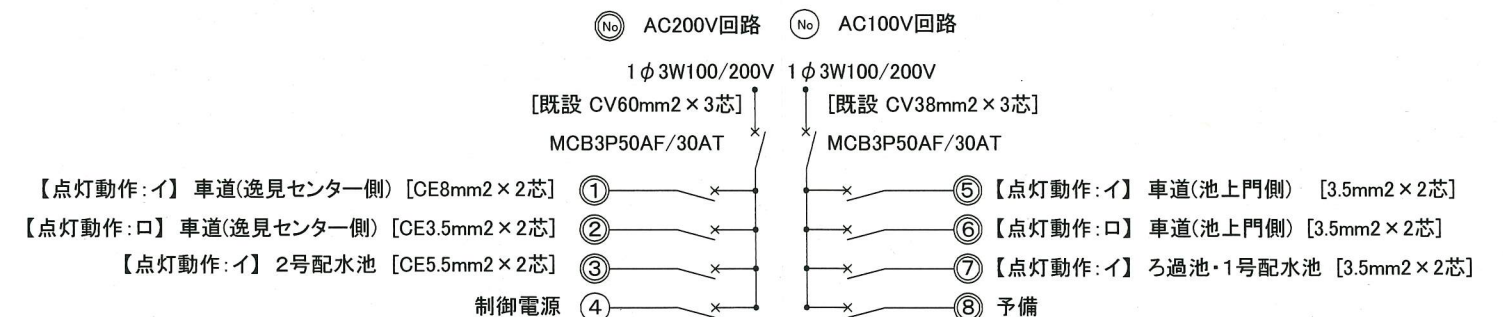 No AC200V回路 No AC100V回路
1φ3W100/200V 1φ3W100/200V
[既設 CV60mm2×3芯] [既設 CV38mm2×3芯]
MCB3P50AF/30AT MCB3P50AF/30AT
【点灯動作:イ】 車道(逸見センター側) [CE8mm2×2芯] ① ⑤ 【点灯動作:イ】 車道(池上門側) [3.5mm2×2芯]
【点灯動作:ロ】 車道(逸見センター側) [CE3.5mm2×2芯] ② ⑥ 【点灯動作:ロ】 車道(池上門側) [3.5mm2×2芯]
【点灯動作:イ】 2号配水池 [CE5.5mm2×2芯] ③ ⑦ 【点灯動作:イ】 ろ過池・1号配水池 [3.5mm2×2芯]
制御電源 ④ ⑧ 予備